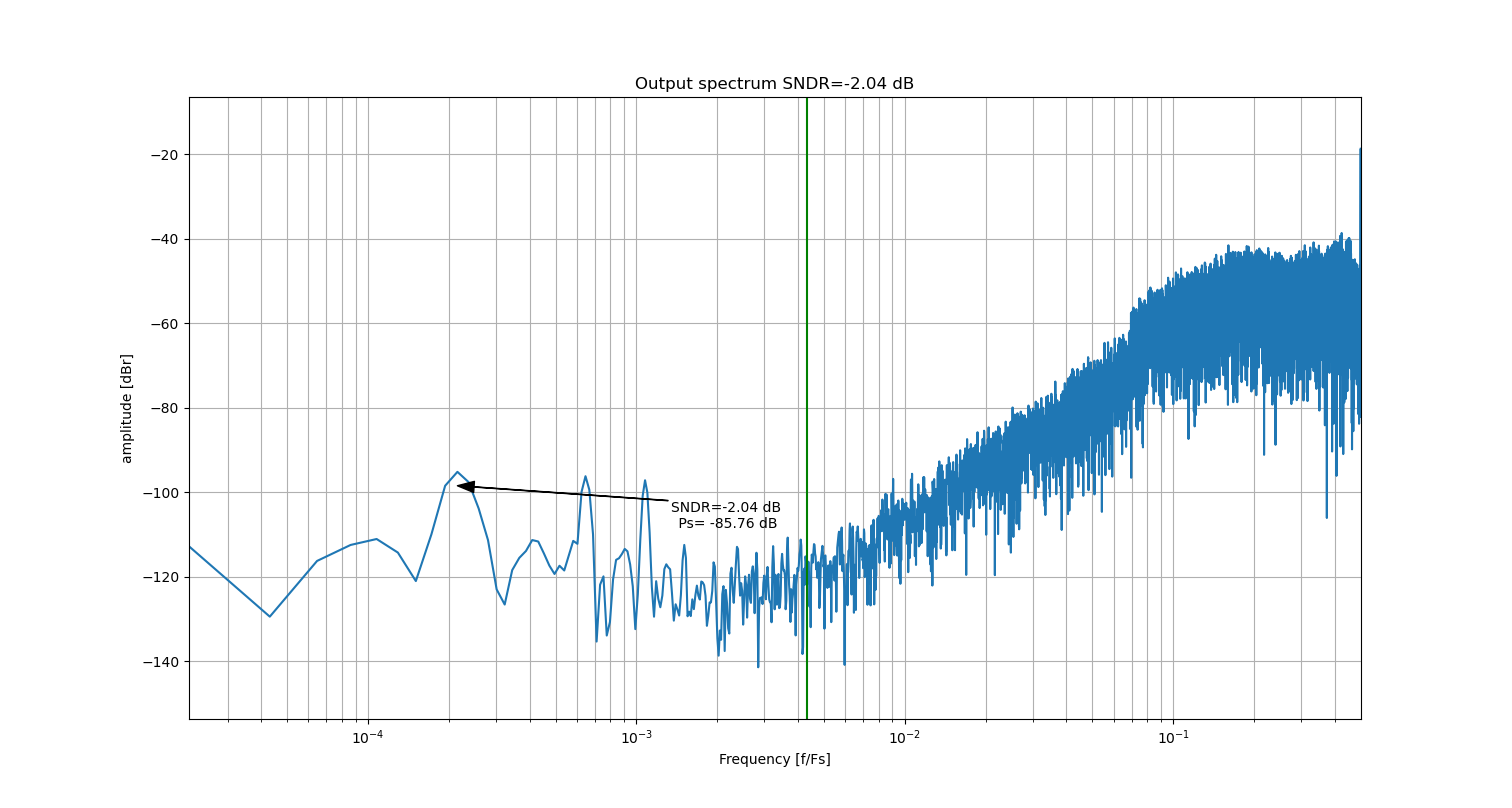 Output spectrum SNDR=-2.04 dB
−20
−40
−60
−80
−100
−120
−140
amplitude [dBr]
SNDR=-2.04 dB
Ps= -85.76 dB
10⁻⁴
10⁻³
10⁻²
10⁻¹
Frequency [f/Fs]